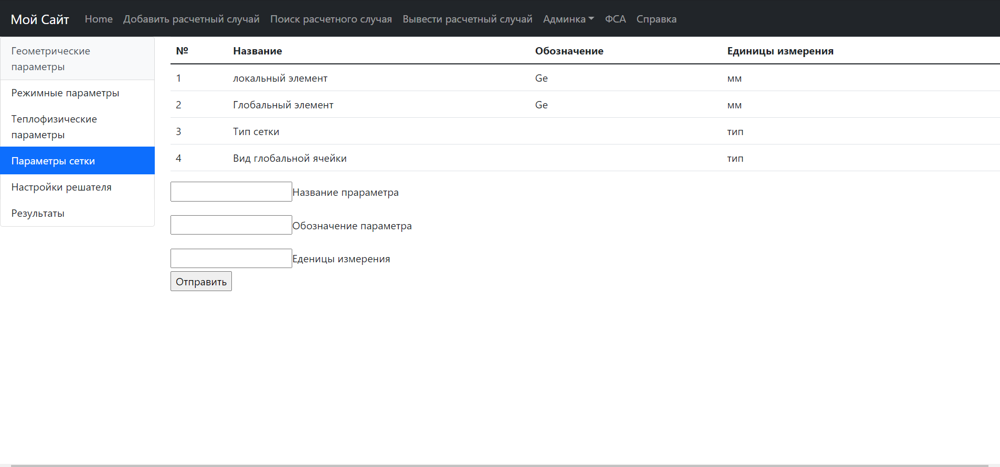 Мой Сайт Home Добавить расчетный случай Поиск расчетного случая Вывести расчетный случай Админка ФСА Справка
Геометрические
параметры
Режимные параметры
Теплофизические
параметры
Параметры сетки
Настройки решателя
Результаты
№ Название Обозначение Единицы измерения
1 локальный элемент Ge мм
2 Глобальный элемент Ge мм
3 Тип сетки тип
4 Вид глобальной ячейки тип
Название прараметра
Обозначение параметра
Еденицы измерения
Отправить